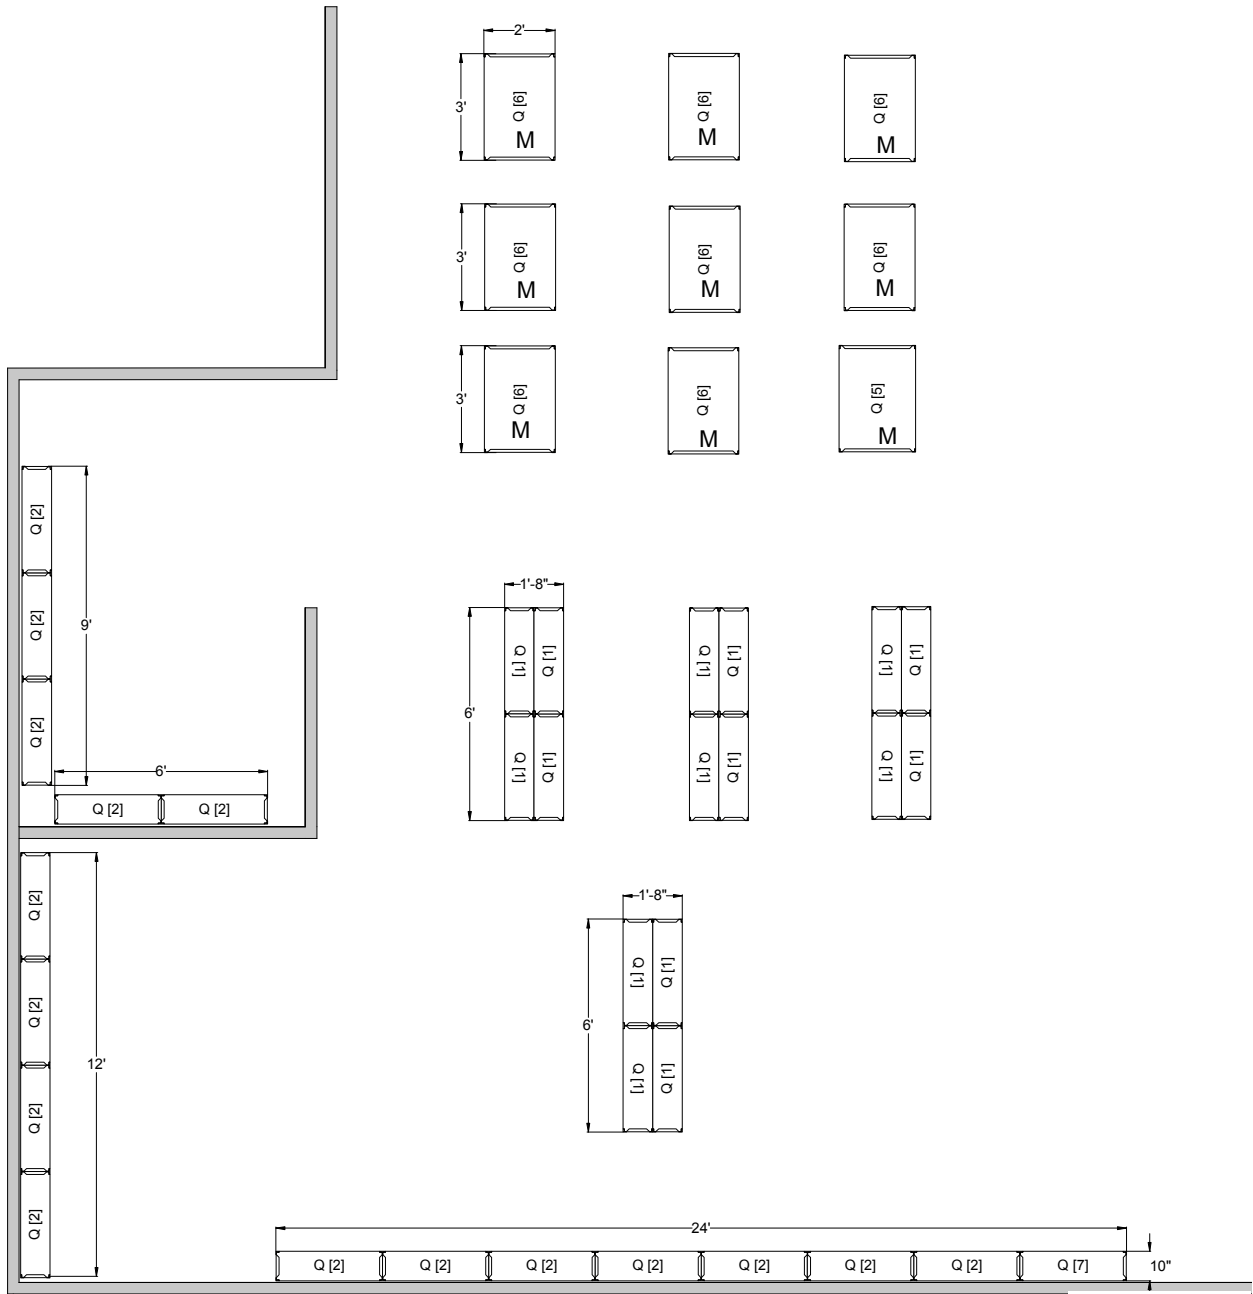 2'
3'
Q [6]
M
Q [6]
M
Q [6]
M
3'
Q [6]
M
Q [6]
M
Q [6]
M
3'
Q [6]
M
Q [6]
M
Q [5]
M
Q [2]
Q [2]
Q [2]
9'
6'
Q [2]
Q [2]
1'-8"
6'
Q [1]
Q [1]
Q [1]
Q [1]
Q [1]
Q [1]
Q [1]
Q [1]
Q [1]
Q [1]
Q [1]
Q [1]
Q [2]
Q [2]
Q [2]
Q [2]
12'
1'-8"
6'
Q [1]
Q [1]
Q [1]
Q [1]
24'
Q [2]
Q [2]
Q [2]
Q [2]
Q [2]
Q [2]
Q [2]
Q [7]
10"